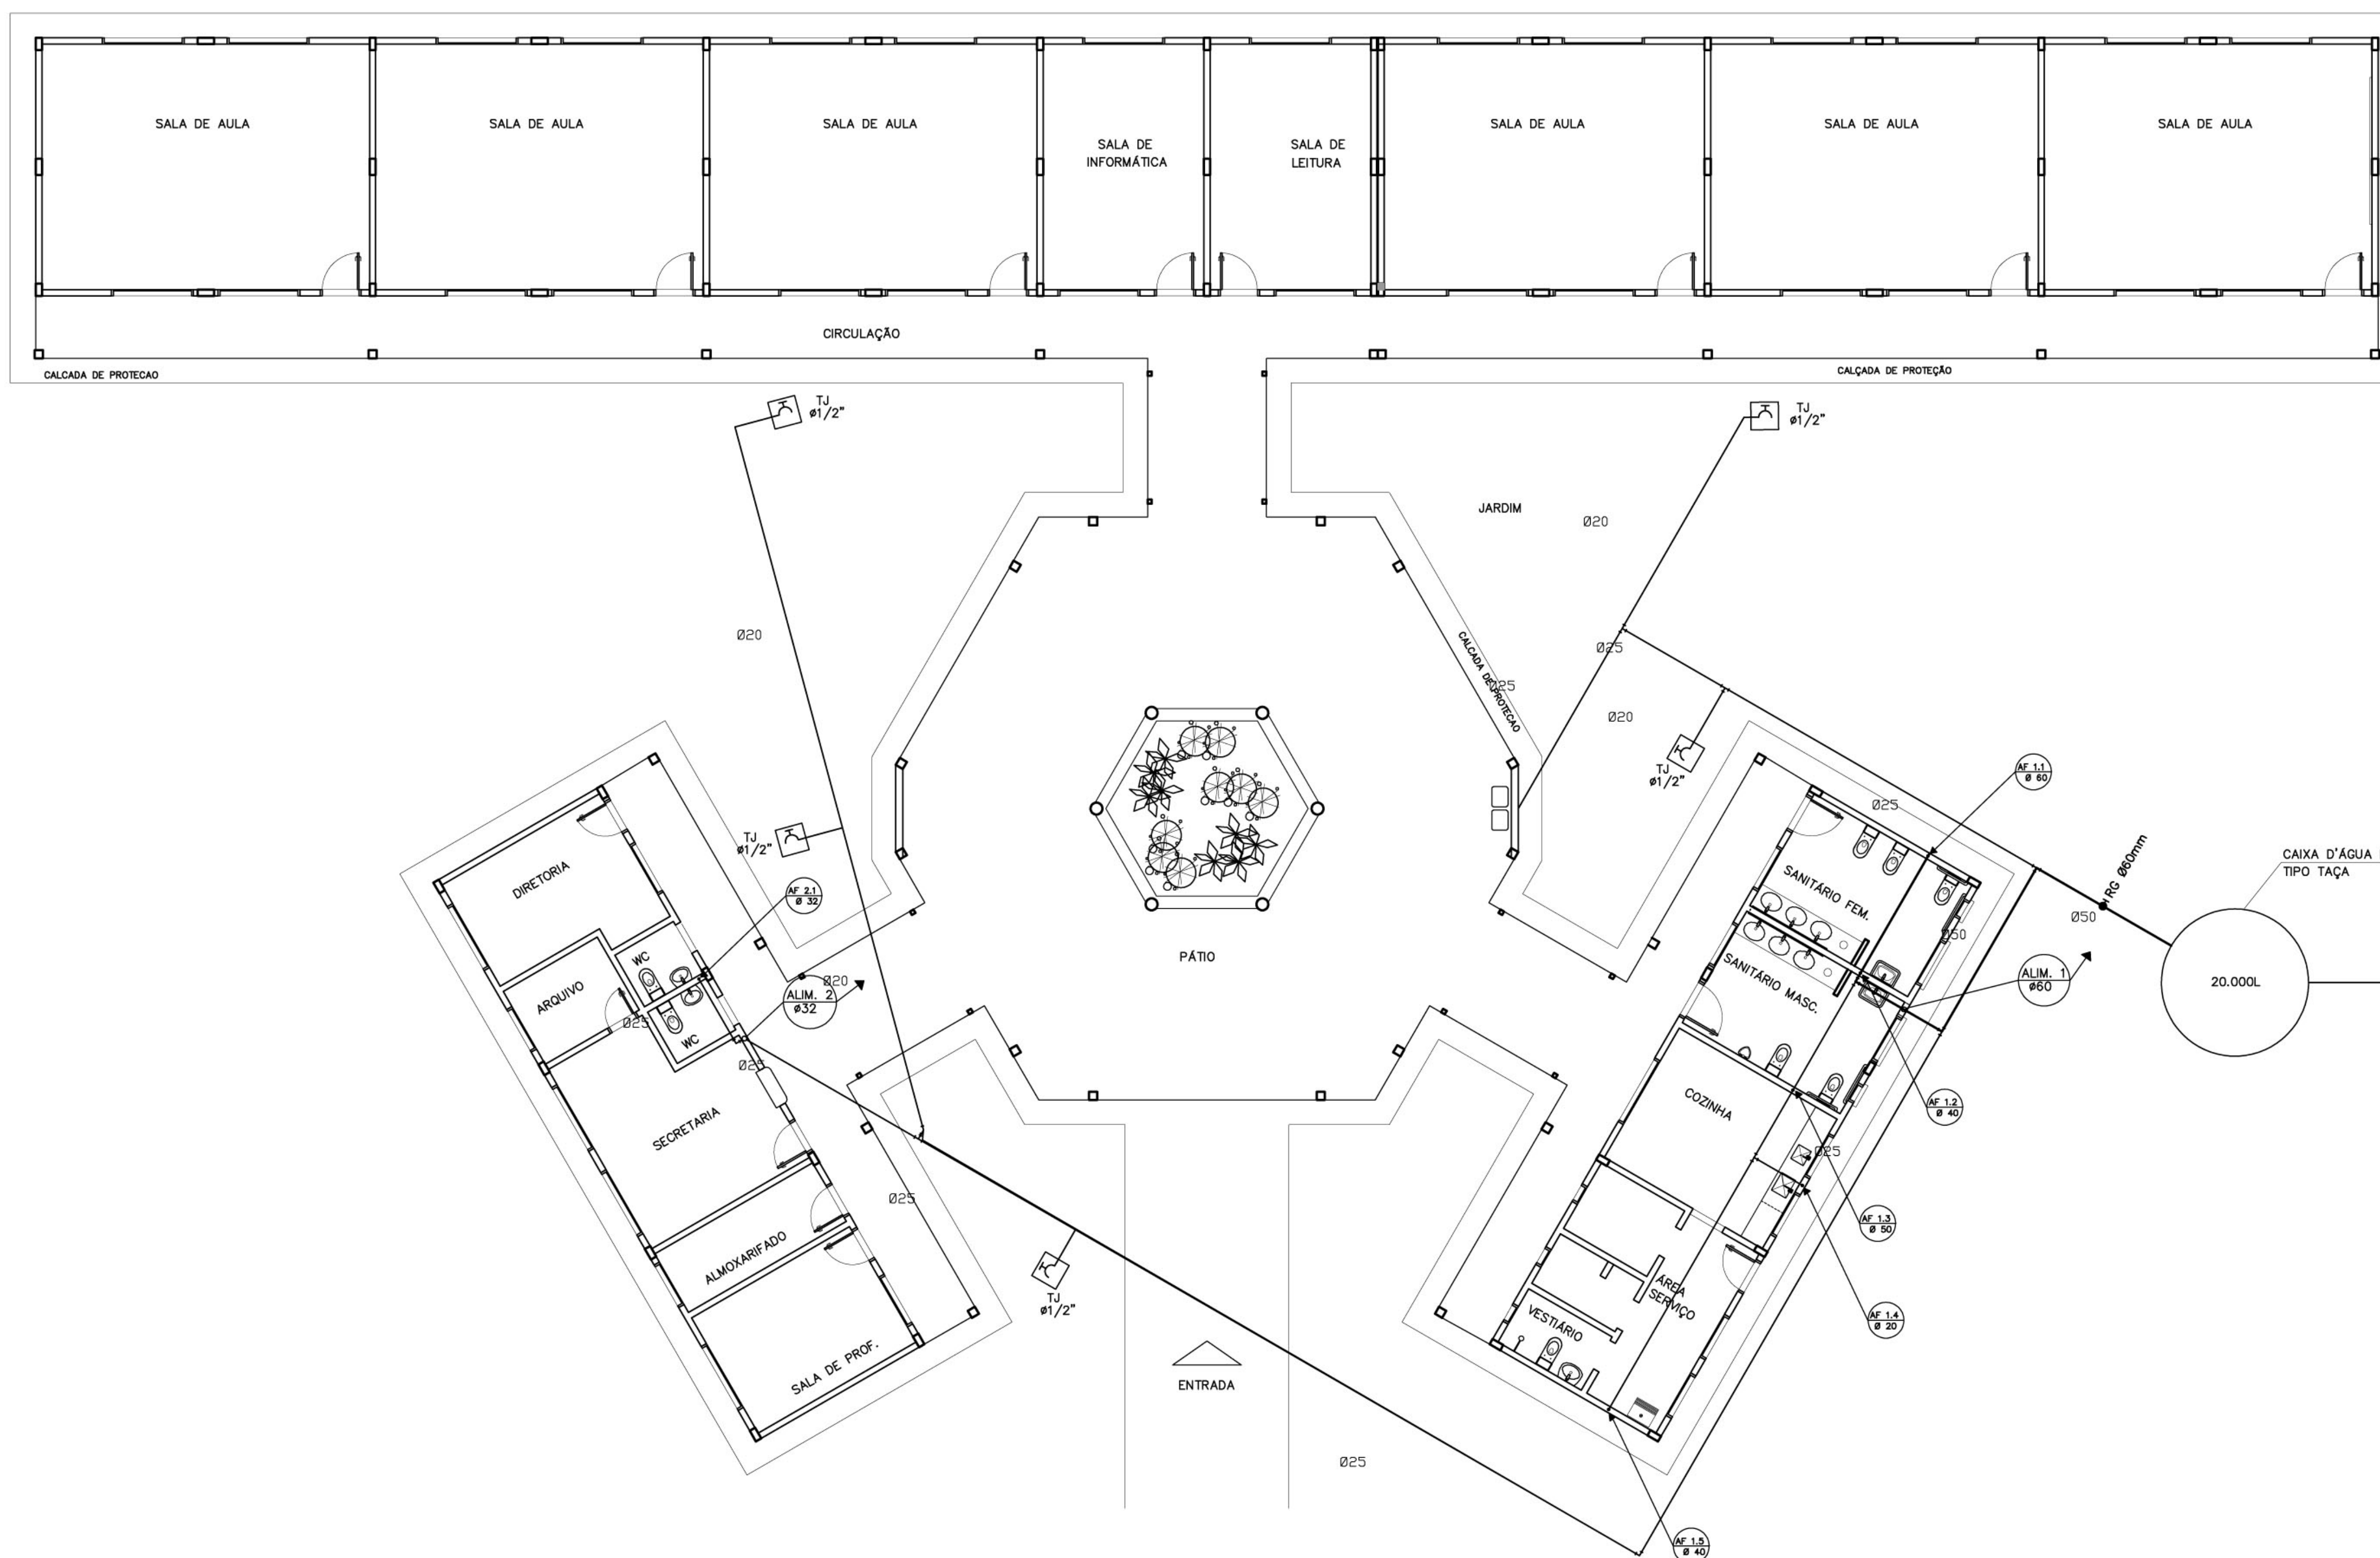 SALA DE AULA
SALA DE AULA
SALA DE AULA
SALA DE
INFORMÁTICA
SALA DE
LEITURA
SALA DE AULA
SALA DE AULA
SALA DE AULA
CIRCULAÇÃO
CALCADA DE PROTECAO
CALÇADA DE PROTEÇÃO
TJ
ø1/2"
TJ
ø1/2"
JARDIM
Ø20
Ø20
Ø25
CALCADA DE PROTECAO
Ø25
Ø20
TJ
ø1/2"
AF 1.1
Ø 60
Ø25
RG Ø60mm
CAIXA D'ÁGUA
TIPO TAÇA
Ø50
Ø50
20.000L
ALIM. 1
ø60
SANITÁRIO FEM.
SANITÁRIO MASC.
TJ
ø1/2"
DIRETORIA
AF 2.1
Ø 32
WC
ARQUIVO
Ø20
ALIM. 2
ø32
PÁTIO
Ø25
WC
Ø25
SECRETARIA
COZINHA
AF 1.2
Ø 40
Ø25
AF 1.3
Ø 50
Ø25
ALMOXARIFADO
TJ
ø1/2"
ÁREA
SERVIÇO
VESTIÁRIO
AF 1.4
Ø 20
SALA DE PROF.
ENTRADA
Ø25
AF 1.5
Ø 40